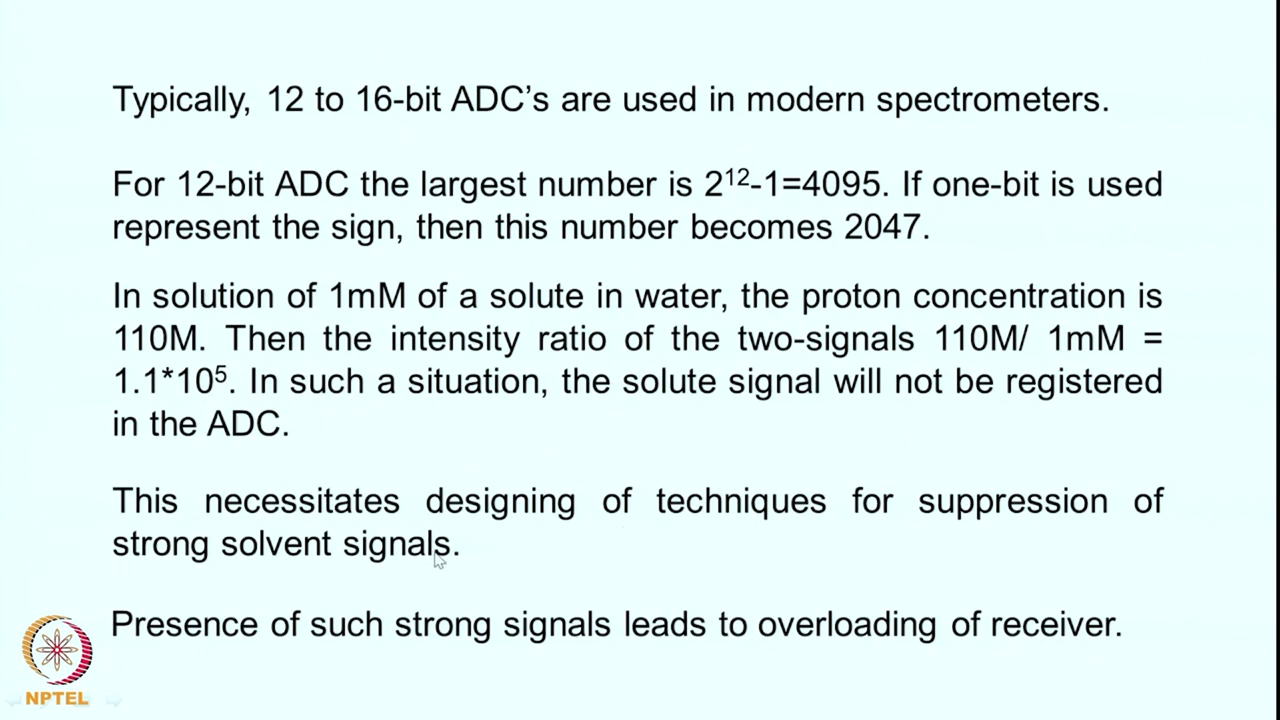 Typically, 12 to 16-bit ADC's are used in modern spectrometers.
For 12-bit ADC the largest number is 2¹²-1=4095. If one-bit is used
represent the sign, then this number becomes 2047.
In solution of 1mM of a solute in water, the proton concentration is
110M. Then the intensity ratio of the two-signals 110M/ 1mM =
1.1*10⁵. In such a situation, the solute signal will not be registered
in the ADC.
This necessitates designing of techniques for suppression of
strong solvent signals.
Presence of such strong signals leads to overloading of receiver.
NPTEL